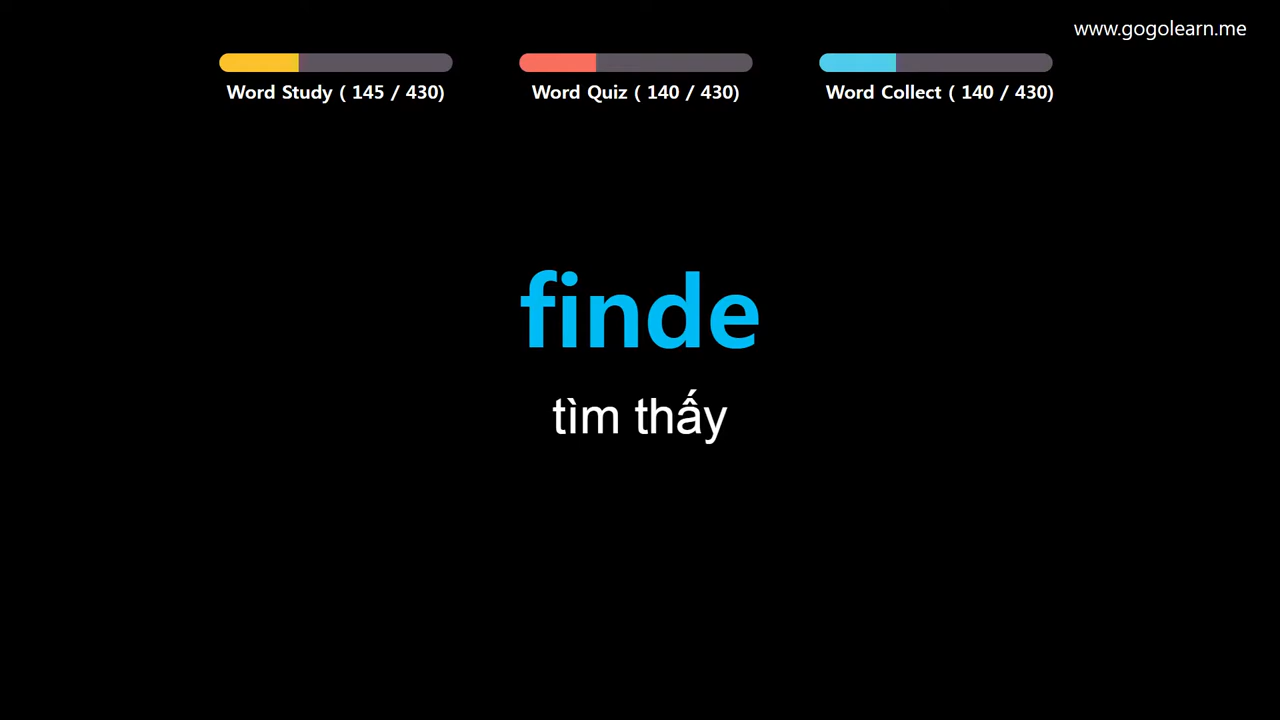 www.gogolearn.me
Word Study ( 145 / 430)
Word Quiz ( 140 / 430)
Word Collect ( 140 / 430)
finde
tìm thấy